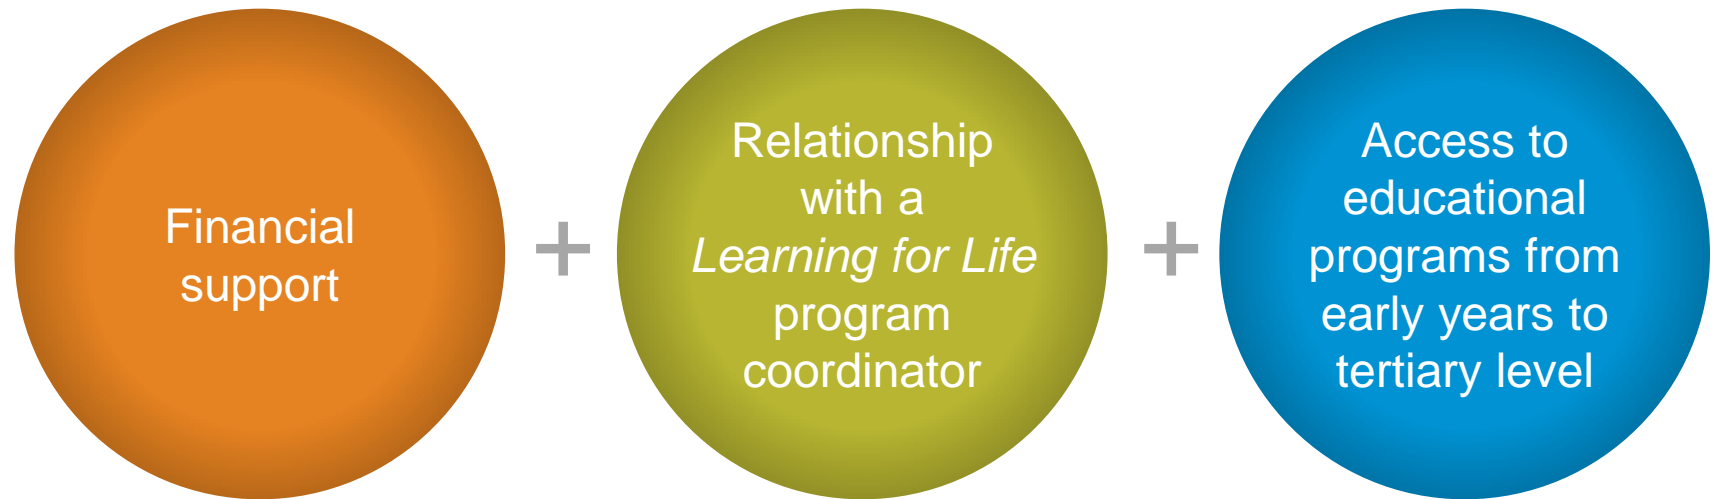 Financial
support
+
Relationship
with a
Learning for Life
program
coordinator
+
Access to
educational
programs from
early years to
tertiary level